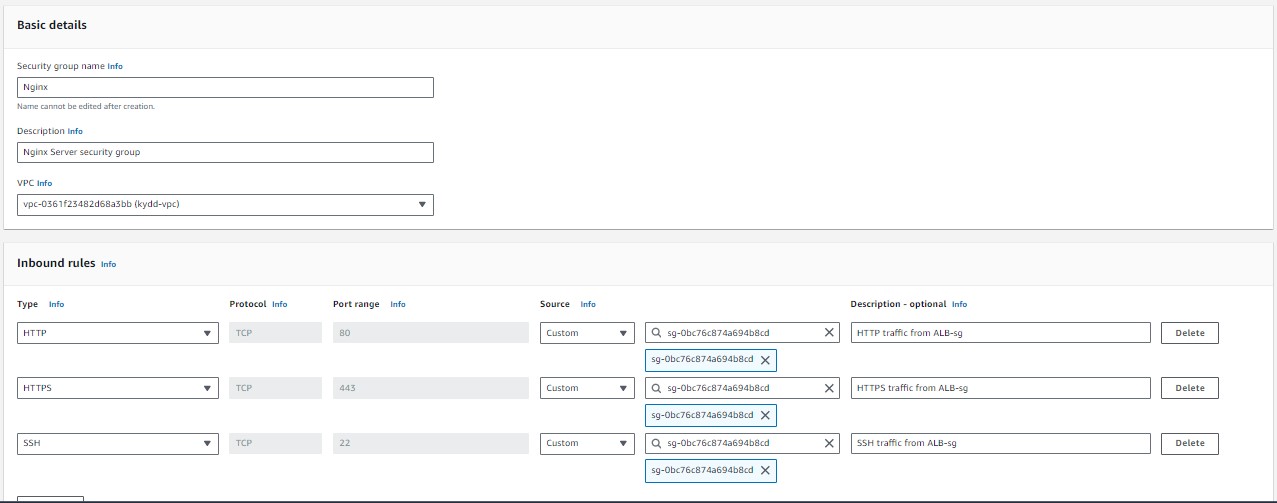 Basic details
Security group name Info
Nginx
Name cannot be edited after creation.
Description Info
Nginx Server security group
VPC Info
vpc-0361f23482d68a3bb (kydd-vpc)
Inbound rules Info
Type Info Protocol Info Port range Info Source Info Description - optional Info
HTTP TCP 80 Custom sg-0bc76c874a694b8cd HTTP traffic from ALB-sg Delete
sg-0bc76c874a694b8cd
HTTPS TCP 443 Custom sg-0bc76c874a694b8cd HTTPS traffic from ALB-sg Delete
sg-0bc76c874a694b8cd
SSH TCP 22 Custom sg-0bc76c874a694b8cd SSH traffic from ALB-sg Delete
sg-0bc76c874a694b8cd